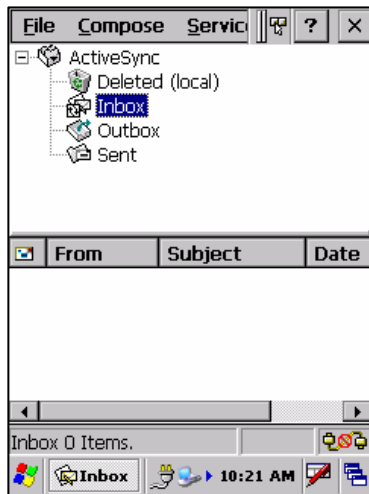 File Compose Servic ? ×
ActiveSync
Deleted (local)
Inbox
Outbox
Sent
From Subject Date
Inbox 0 Items.
Inbox 10:21 AM